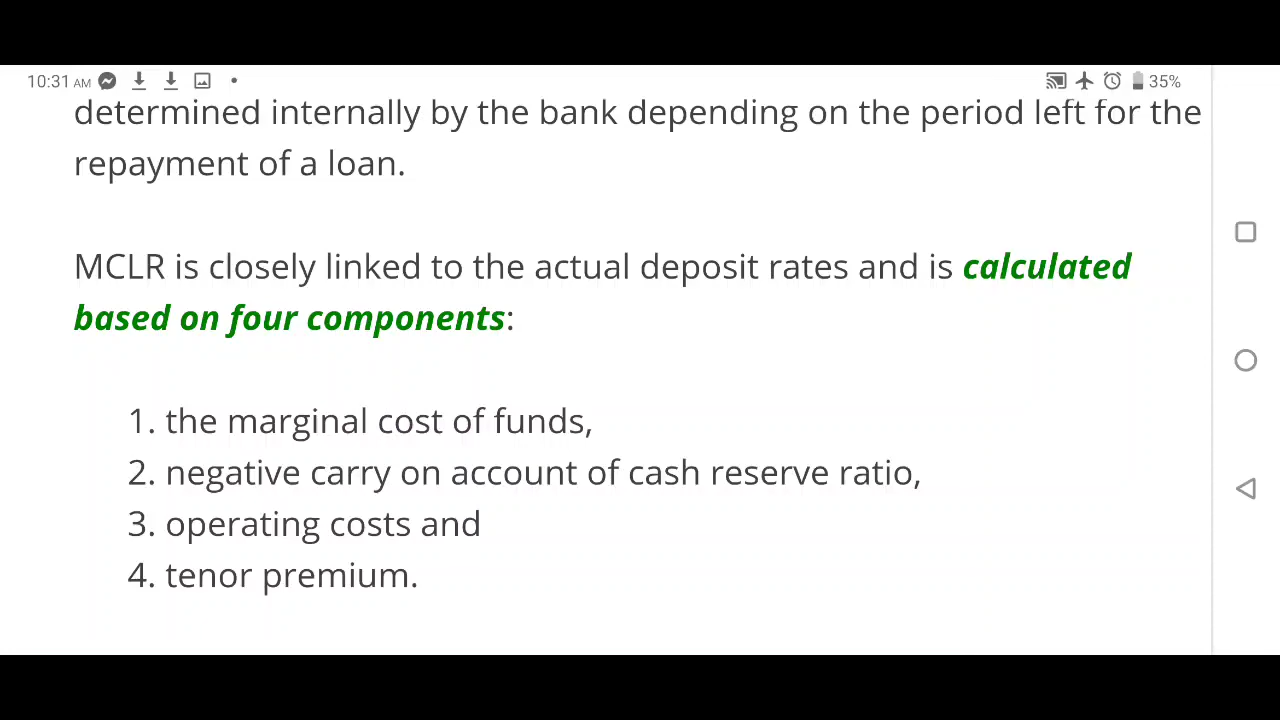 10:31 AM
35%
determined internally by the bank depending on the period left for the
repayment of a loan.
MCLR is closely linked to the actual deposit rates and is calculated
based on four components:
1. the marginal cost of funds,
2. negative carry on account of cash reserve ratio,
3. operating costs and
4. tenor premium.